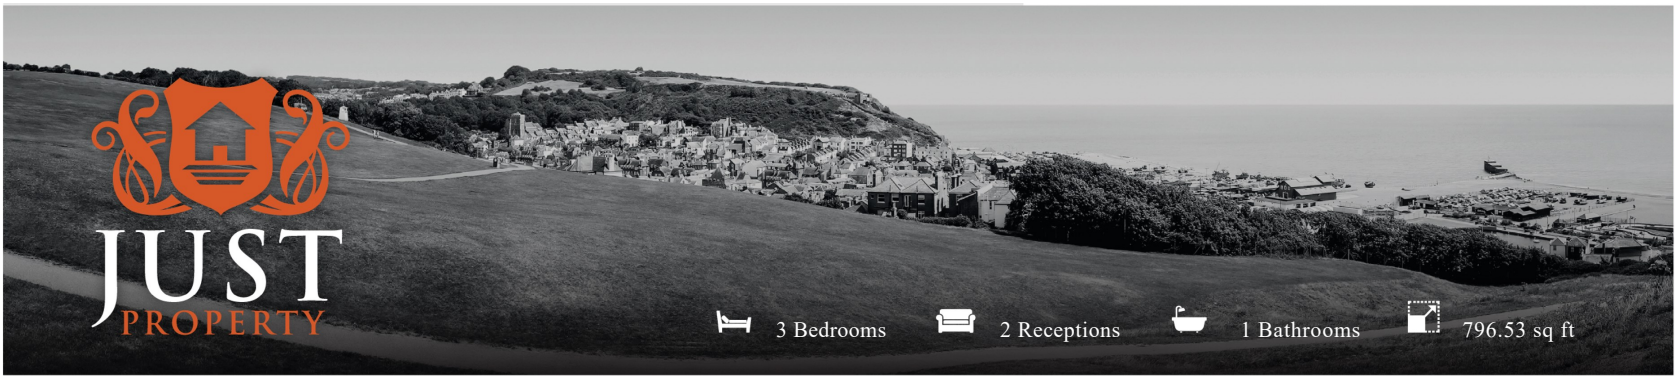 JUST
PROPERTY
3 Bedrooms
2 Receptions
1 Bathrooms
796.53 sq ft